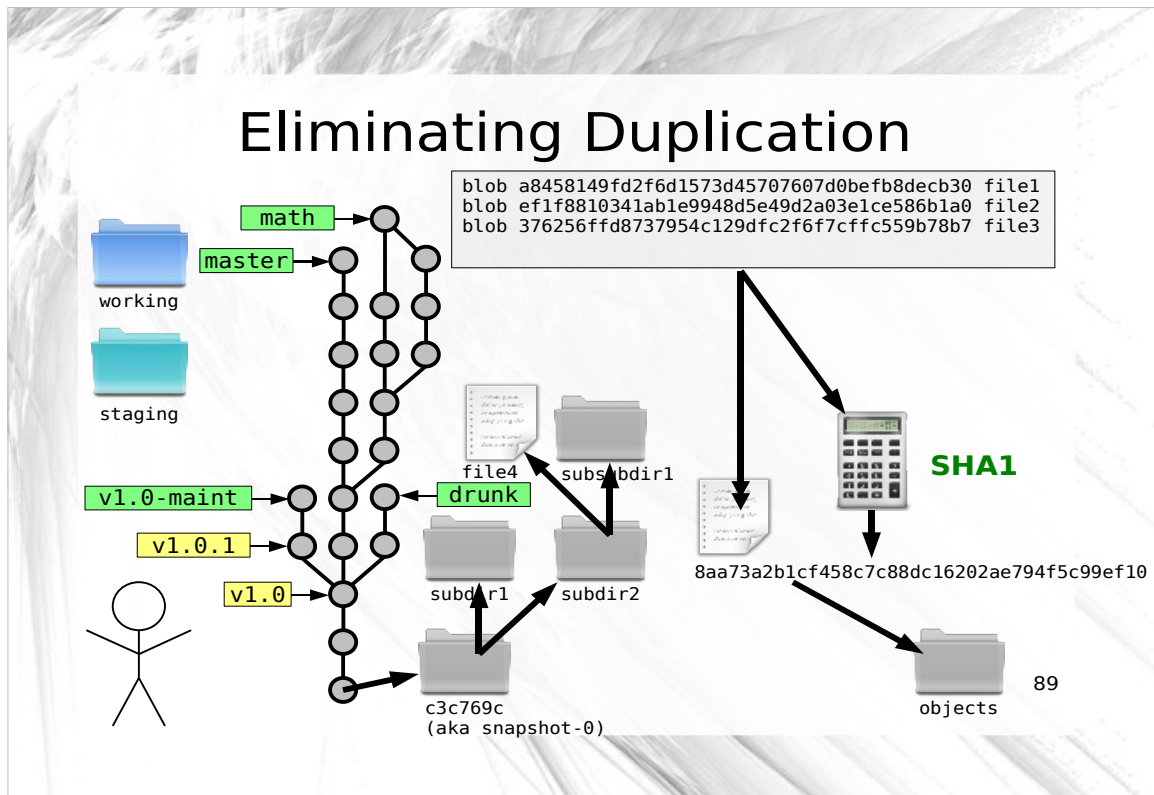 Eliminating Duplication
blob a8458149fd2f6d1573d45707607d0befb8decb30 file1
blob ef1f8810341ab1e9948d5e49d2a03e1ce586b1a0 file2
blob 376256ffd8737954c129dfc2f6f7cffc559b78b7 file3
math
master
working
staging
file4
subsubdir1
SHA1
v1.0-maint
drunk
v1.0.1
8aa73a2b1cf458c7c88dc16202ae794f5c99ef10
v1.0
subdir1
subdir2
89
c3c769c
(aka snapshot-0)
objects